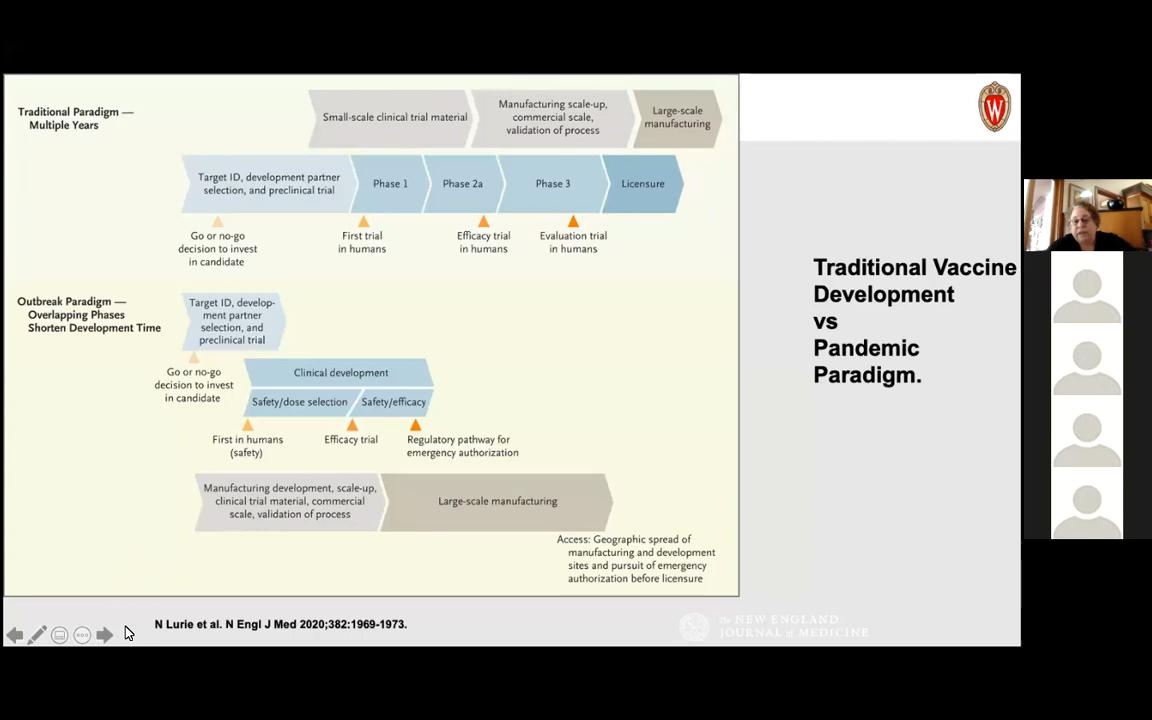 Traditional Paradigm —
Multiple Years
Small-scale clinical trial material
Manufacturing scale-up,
commercial scale,
validation of process
Large-scale
manufacturing
Target ID, development partner
selection, and preclinical trial
Phase 1
Phase 2a
Phase 3
Licensure
Go or no-go
decision to invest
in candidate
First trial
in humans
Efficacy trial
in humans
Evaluation trial
in humans
Outbreak Paradigm —
Overlapping Phases
Shorten Development Time
Target ID, develop-
ment partner
selection, and
preclinical trial
Go or no-go
decision to invest
in candidate
Clinical development
Safety/dose selection
Safety/efficacy
First in humans
(safety)
Efficacy trial
Regulatory pathway for
emergency authorization
Manufacturing development, scale-up,
clinical trial material, commercial
scale, validation of process
Large-scale manufacturing
Access: Geographic spread of
manufacturing and development
sites and pursuit of emergency
authorization before licensure
W
Traditional Vaccine
Development
vs
Pandemic
Paradigm.
N Lurie et al. N Engl J Med 2020;382:1969-1973.
The NEW ENGLAND
JOURNAL of MEDICINE